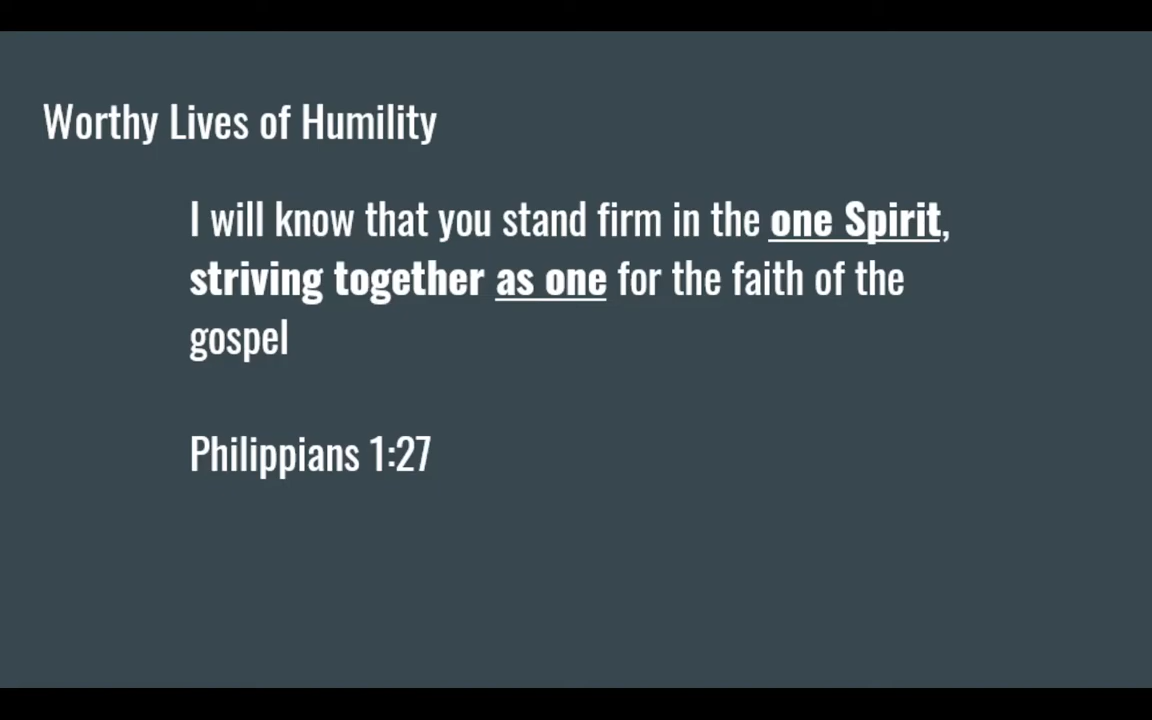 Worthy Lives of Humility
I will know that you stand firm in the one Spirit,
striving together as one for the faith of the
gospel
Philippians 1:27